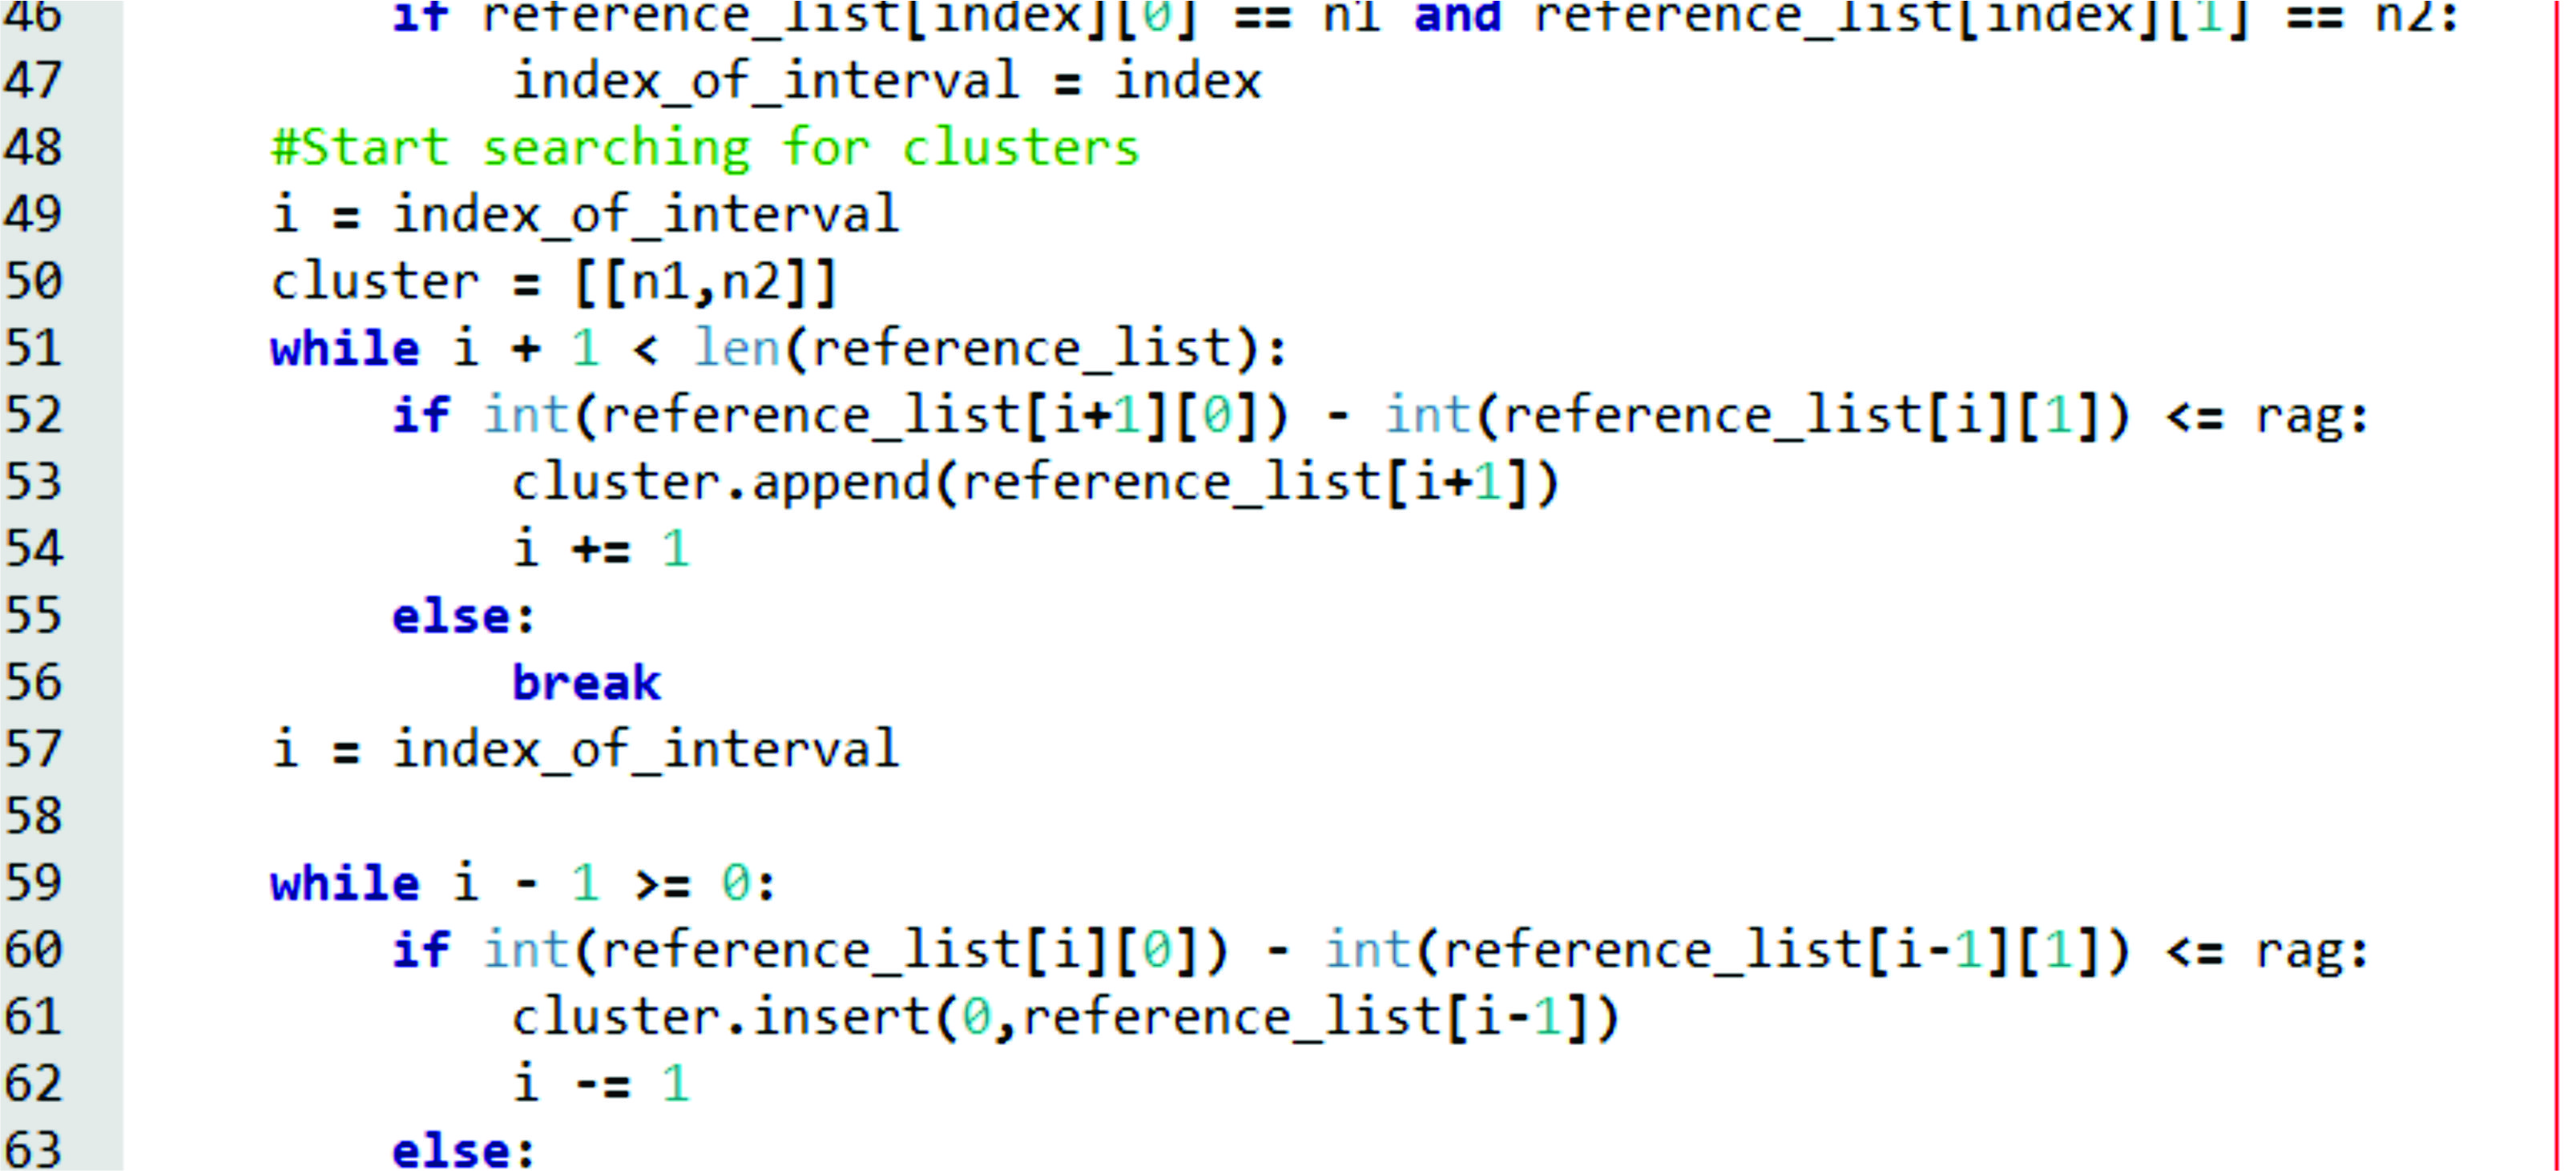 46 if reference_list[index][0] == n1 and reference_list[index][1] == n2:
47 index_of_interval = index
48 #Start searching for clusters
49 i = index_of_interval
50 cluster = [[n1,n2]]
51 while i + 1 < len(reference_list):
52 if int(reference_list[i+1][0]) - int(reference_list[i][1]) <= rag:
53 cluster.append(reference_list[i+1])
54 i += 1
55 else:
56 break
57 i = index_of_interval
58
59 while i - 1 >= 0:
60 if int(reference_list[i][0]) - int(reference_list[i-1][1]) <= rag:
61 cluster.insert(0,reference_list[i-1])
62 i -= 1
63 else: